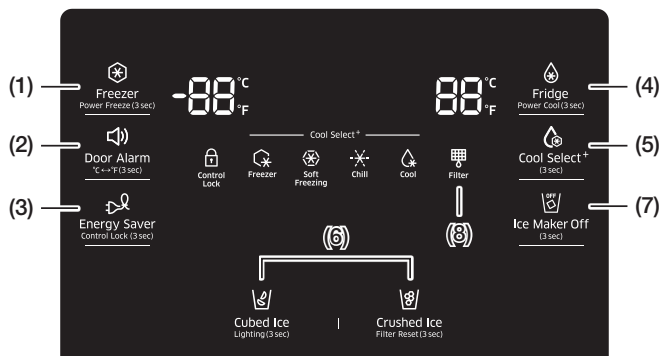 (1)
Freezer
Power Freeze (3 sec)
-88 °C
°F
88 °C
°F
Fridge
Power Cool (3 sec)
(4)
(2)
Door Alarm
°C ↔ °F (3 sec)
Cool Select+
Control
Lock
Freezer
Soft
Freezing
Chill
Cool
Filter
Cool Select+
(3 sec)
(5)
(3)
Energy Saver
Control Lock (3 sec)
(6)
(8)
OFF
Ice Maker Off
(3 sec)
(7)
Cubed Ice
Lighting (3 sec)
|
Crushed Ice
Filter Reset (3 sec)